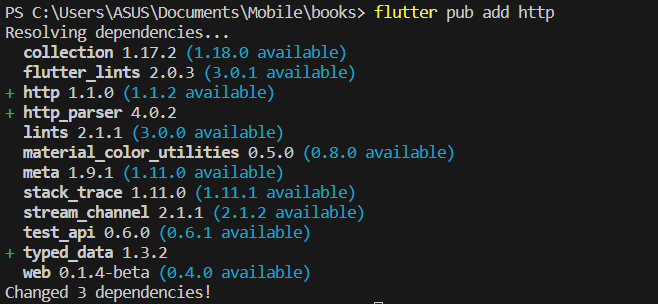 PS C:\Users\ASUS\Documents\Mobile\books> flutter pub add http
Resolving dependencies...
  collection 1.17.2 (1.18.0 available)
  flutter_lints 2.0.3 (3.0.1 available)
+ http 1.1.0 (1.1.2 available)
+ http_parser 4.0.2
  lints 2.1.1 (3.0.0 available)
  material_color_utilities 0.5.0 (0.8.0 available)
  meta 1.9.1 (1.11.0 available)
  stack_trace 1.11.0 (1.11.1 available)
  stream_channel 2.1.1 (2.1.2 available)
  test_api 0.6.0 (0.6.1 available)
+ typed_data 1.3.2
  web 0.1.4-beta (0.4.0 available)
Changed 3 dependencies!